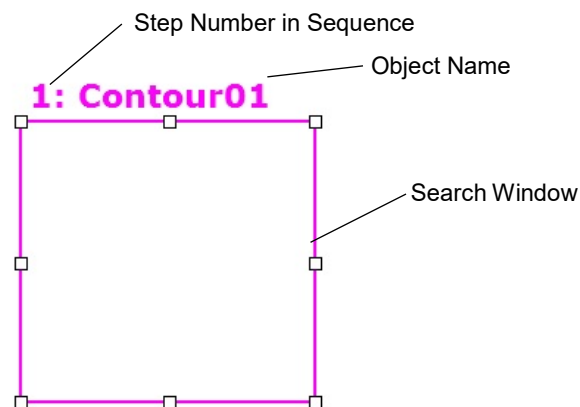 Step Number in Sequence
Object Name
1: Contour01
Search Window